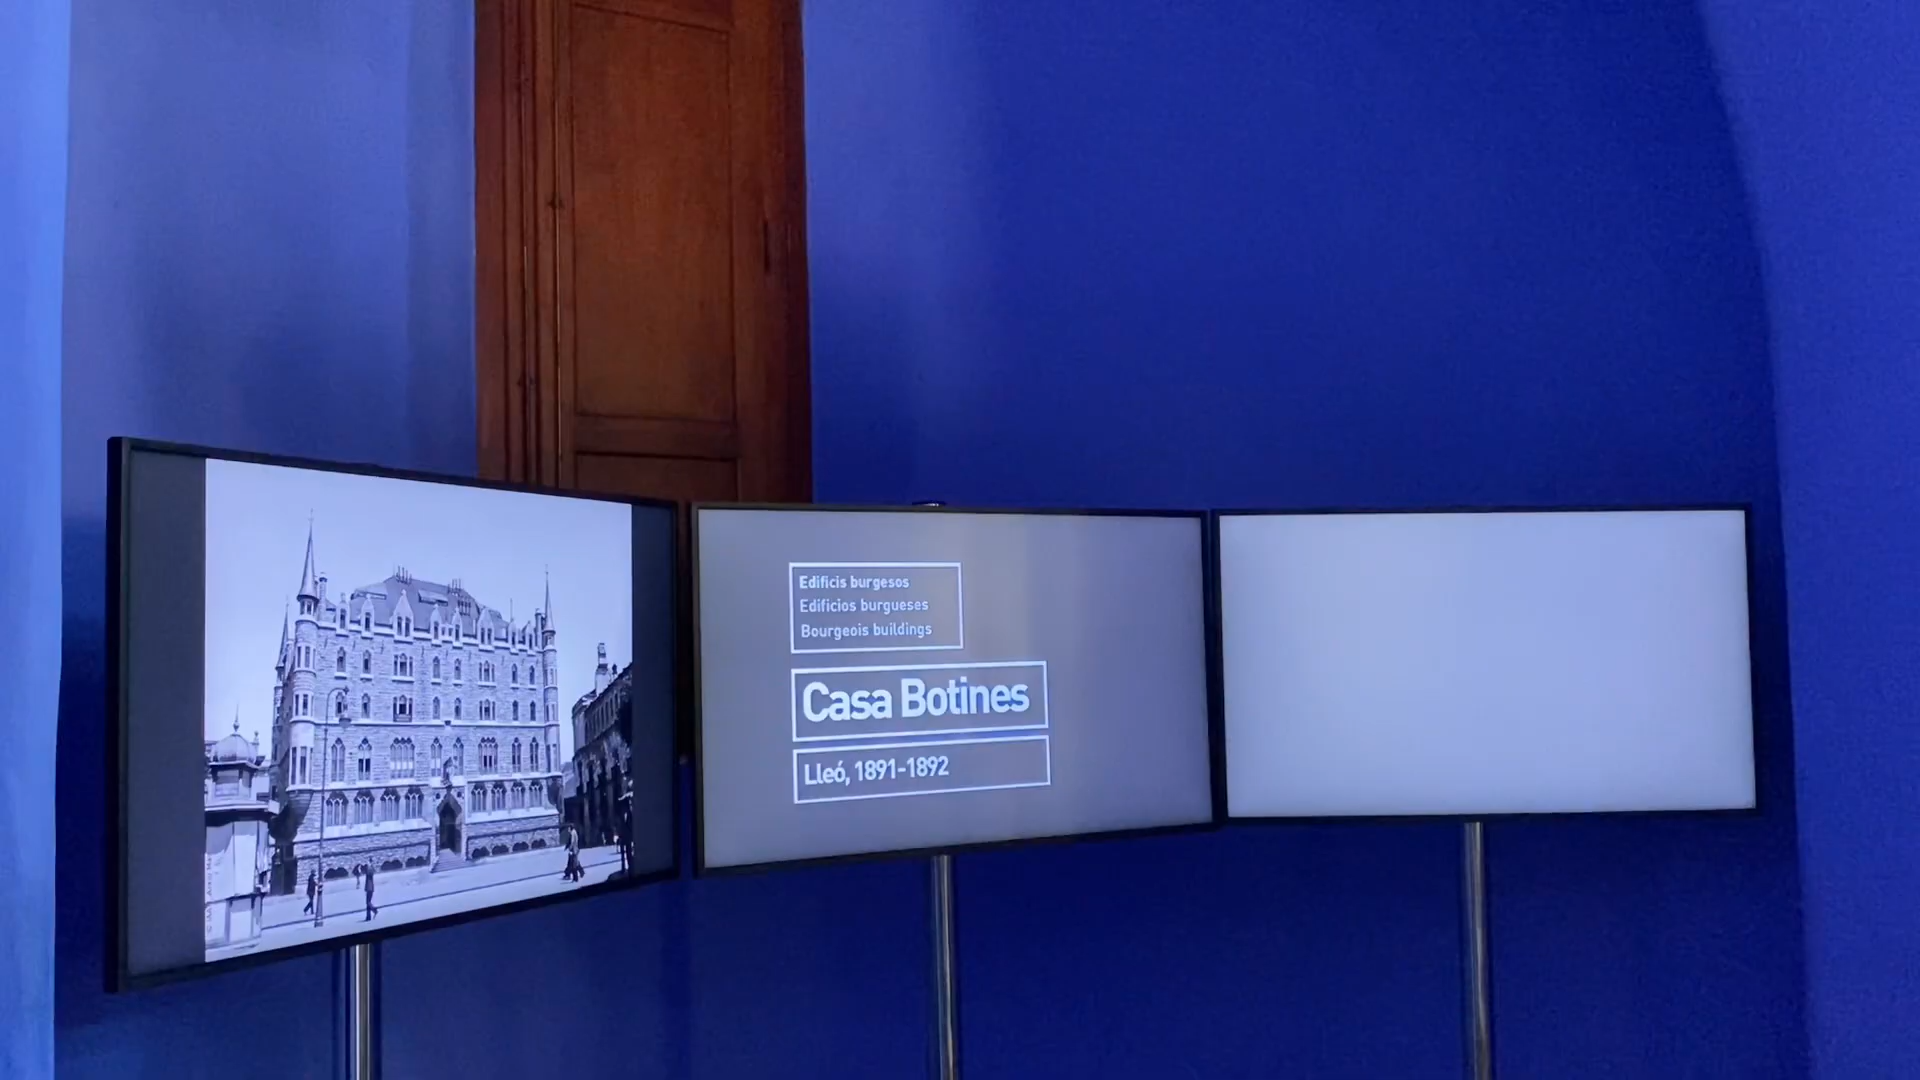 Edificis burgesos
Edificios burgueses
Bourgeois buildings
Casa Botines
Lleó, 1891-1892